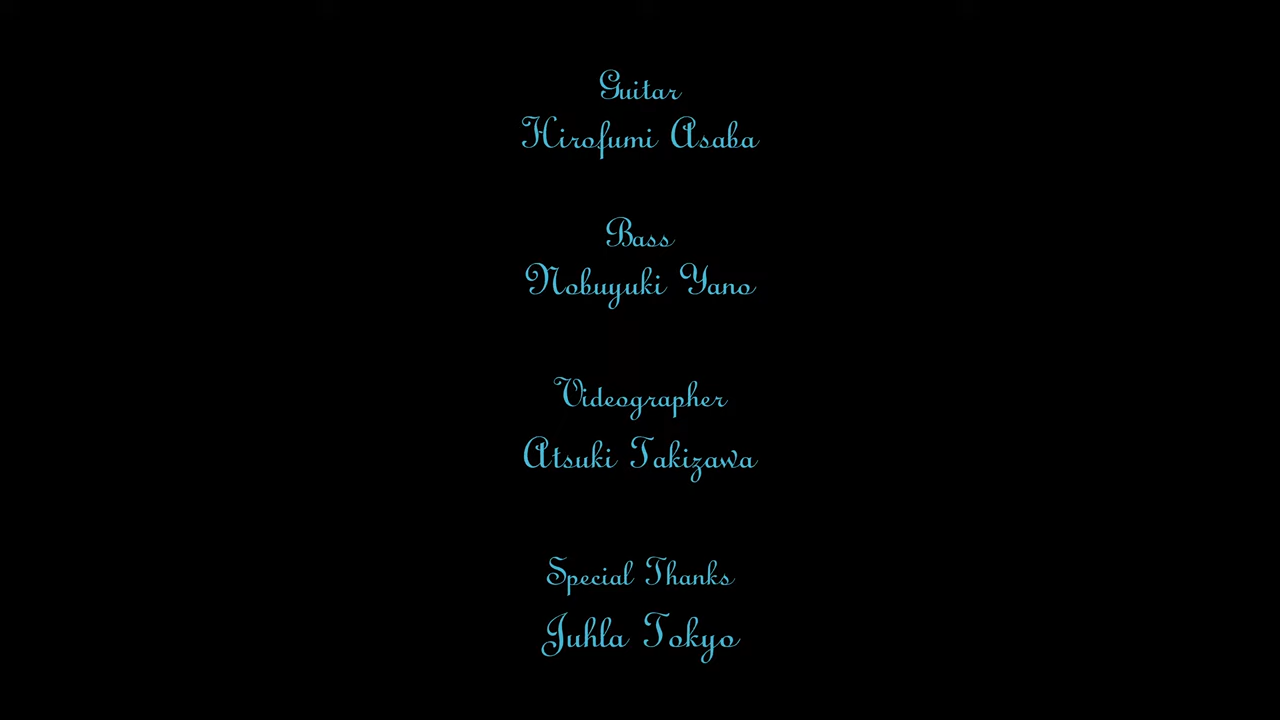 Guitar
Hirofumi Asaba
Bass
Nobuyuki Yano
Videographer
Atsuki Takizawa
Special Thanks
Juhla Tokyo